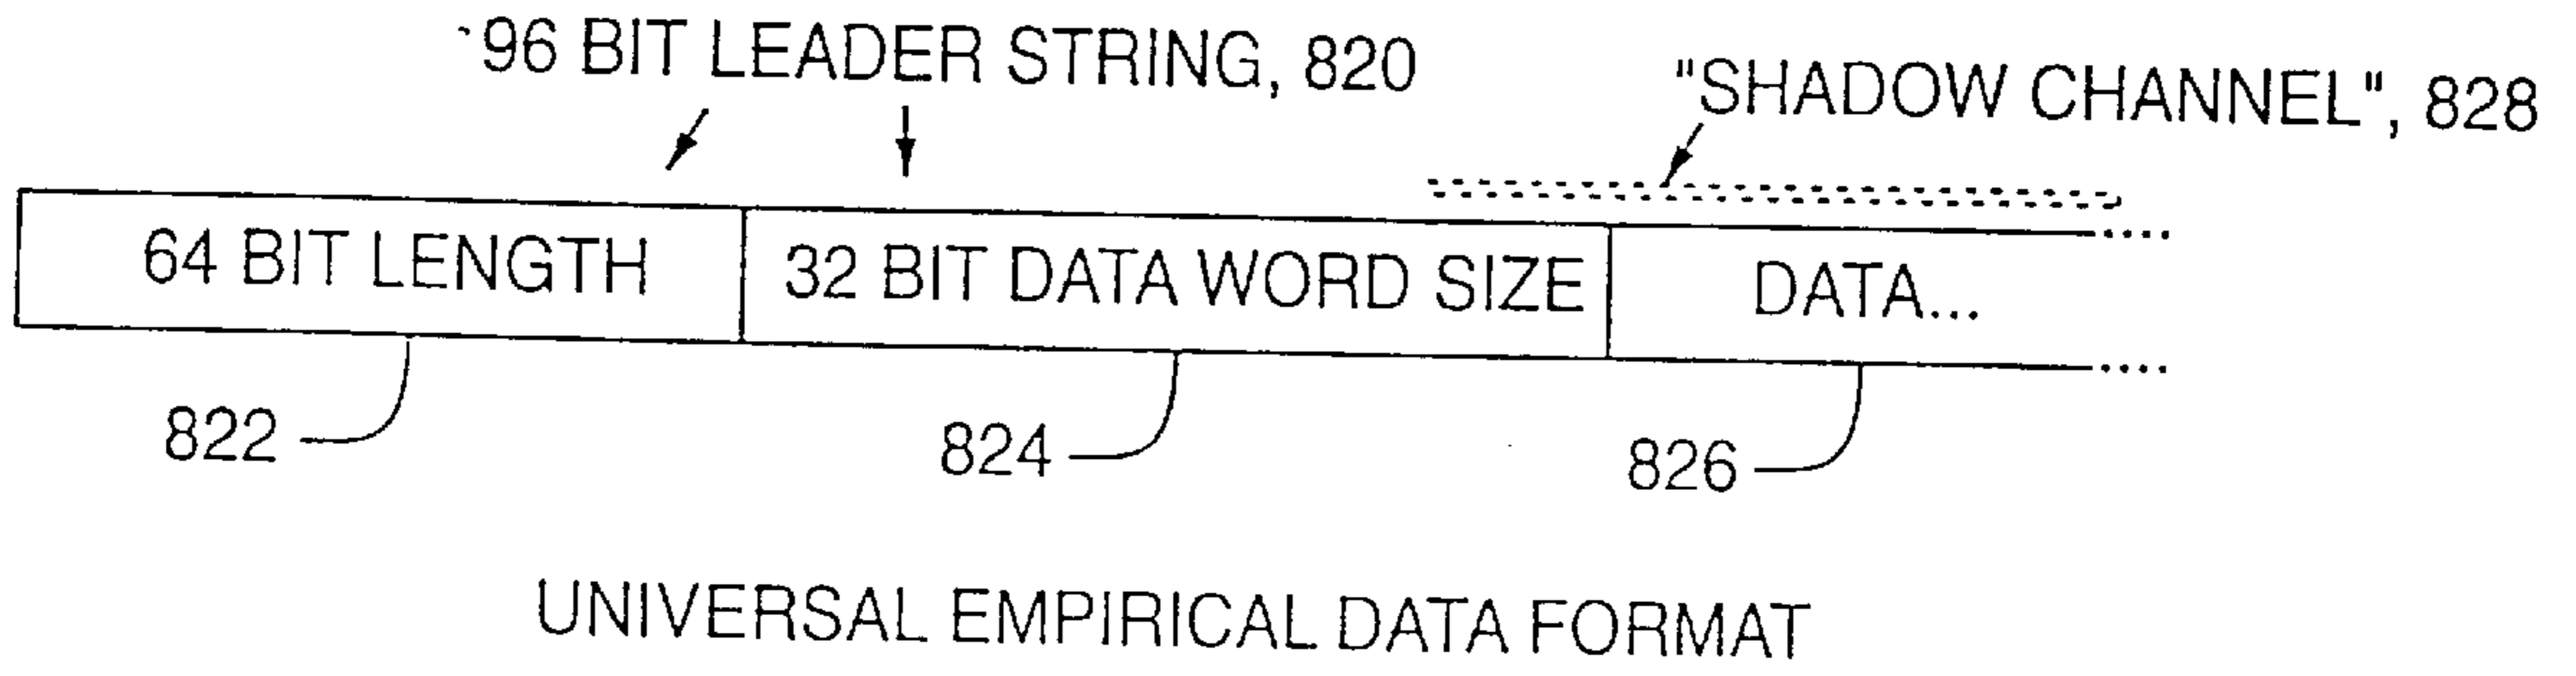 96 BIT LEADER STRING, 820
"SHADOW CHANNEL", 828
64 BIT LENGTH 32 BIT DATA WORD SIZE DATA...
822 824 826
UNIVERSAL EMPIRICAL DATA FORMAT